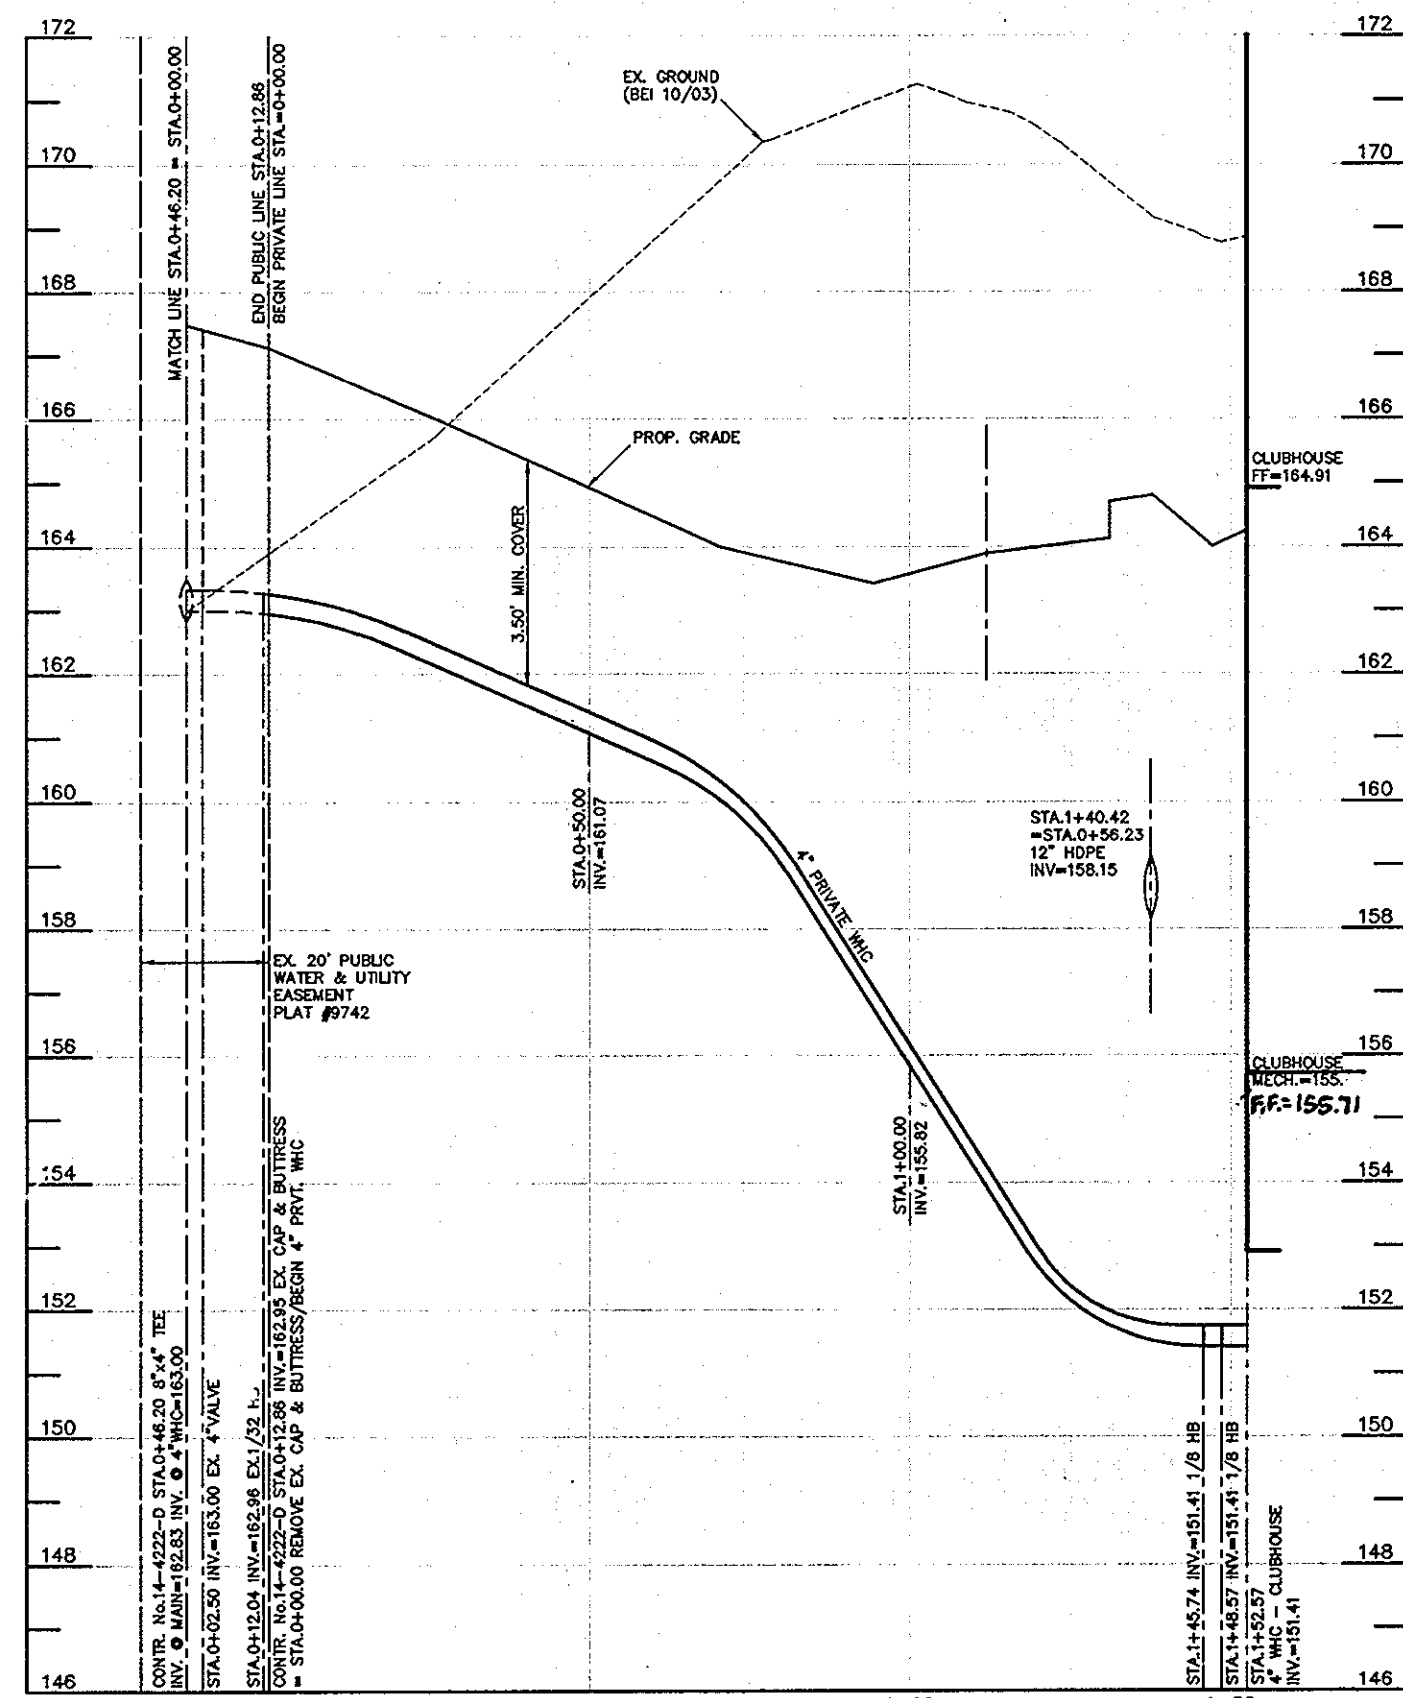 172
172
170
170
168
168
166
166
164
164
162
162
160
160
158
158
156
156
154
154
152
152
150
150
148
148
146
146
MATCH LINE STA.0+46.20 = STA.0+00.00
END PUBLIC LINE STA.0+12.86
BEGIN PRIVATE LINE STA.=0+00.00
EX. GROUND
(BEI 10/03)
PROP. GRADE
3.50' MIN. COVER
CLUBHOUSE
FF=164.91
STA.0+50.00
INV.=161.07
4" PRIVATE WHC
STA.1+40.42
=STA.0+56.23
12" HDPE
INV=158.15
EX. 20' PUBLIC
WATER & UTILITY
EASEMENT
PLAT #9742
STA.1+00.00
INV.=155.82
CLUBHOUSE
MECH.=155.
F.F.=155.71
CONTR. No.14-4222-D STA.0+46.20 8"x4" TEE
INV. @ MAIN=162.83 INV. @ 4"WHC=163.00
STA.0+02.50 INV.=163.00 EX. 4"VALVE
STA.0+12.04 INV.=162.96 EX.1/32
CONTR. No.14-4222-D STA.0+12.86 INV.=162.95 EX. CAP & BUTTRESS
= STA.0+00.00 REMOVE EX. CAP & BUTTRESS/BEGIN 4" PRVT. WHC
STA.1+45.74 INV.=151.41 1/8 HB
STA.1+48.57 INV.=151.41 1/8 HB
STA.1+52.57
4" WHC - CLUBHOUSE
INV.=151.41